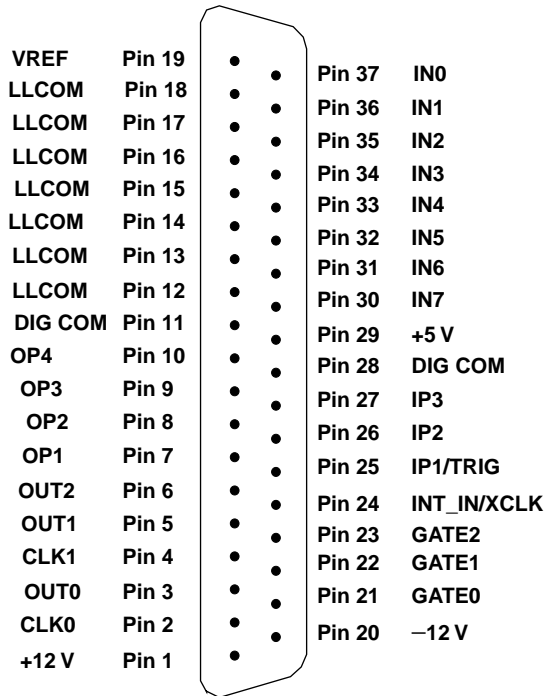 VREF Pin 19
LLCOM Pin 18
LLCOM Pin 17
LLCOM Pin 16
LLCOM Pin 15
LLCOM Pin 14
LLCOM Pin 13
LLCOM Pin 12
DIG COM Pin 11
OP4 Pin 10
OP3 Pin 9
OP2 Pin 8
OP1 Pin 7
OUT2 Pin 6
OUT1 Pin 5
CLK1 Pin 4
OUT0 Pin 3
CLK0 Pin 2
+12 V Pin 1
Pin 37 IN0
Pin 36 IN1
Pin 35 IN2
Pin 34 IN3
Pin 33 IN4
Pin 32 IN5
Pin 31 IN6
Pin 30 IN7
Pin 29 +5 V
Pin 28 DIG COM
Pin 27 IP3
Pin 26 IP2
Pin 25 IP1/TRIG
Pin 24 INT_IN/XCLK
Pin 23 GATE2
Pin 22 GATE1
Pin 21 GATE0
Pin 20 −12 V